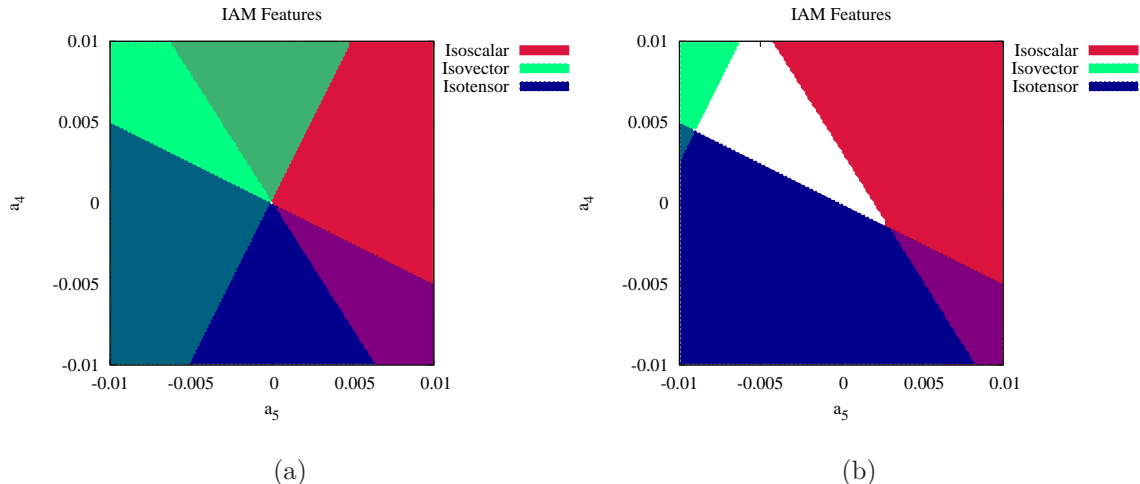 IAM Features
0.01
0.005
0
-0.005
-0.01
a4
-0.01 -0.005 0 0.005 0.01
a5
Isoscalar
Isovector
Isotensor
(a)
IAM Features
0.01
0.005
0
-0.005
-0.01
a4
-0.01 -0.005 0 0.005 0.01
a5
Isoscalar
Isovector
Isotensor
(b)